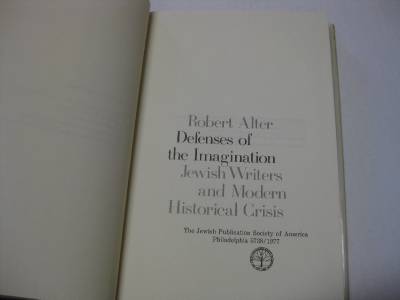 Robert Alter
Defenses of
the Imagination
Jewish Writers
and Modern
Historical Crisis
The Jewish Publication Society of America
Philadelphia 5738/1977